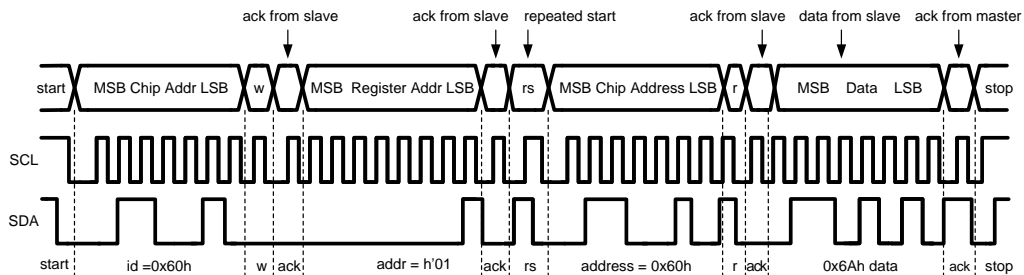 ack from slave ack from slave repeated start ack from slave data from slave ack from master
start MSB Chip Addr LSB w MSB Register Addr LSB rs MSB Chip Address LSB r MSB Data LSB stop
SCL
SDA
start id =0x60h w ack addr = h'01 ack rs address = 0x60h r ack 0x6Ah data ack stop